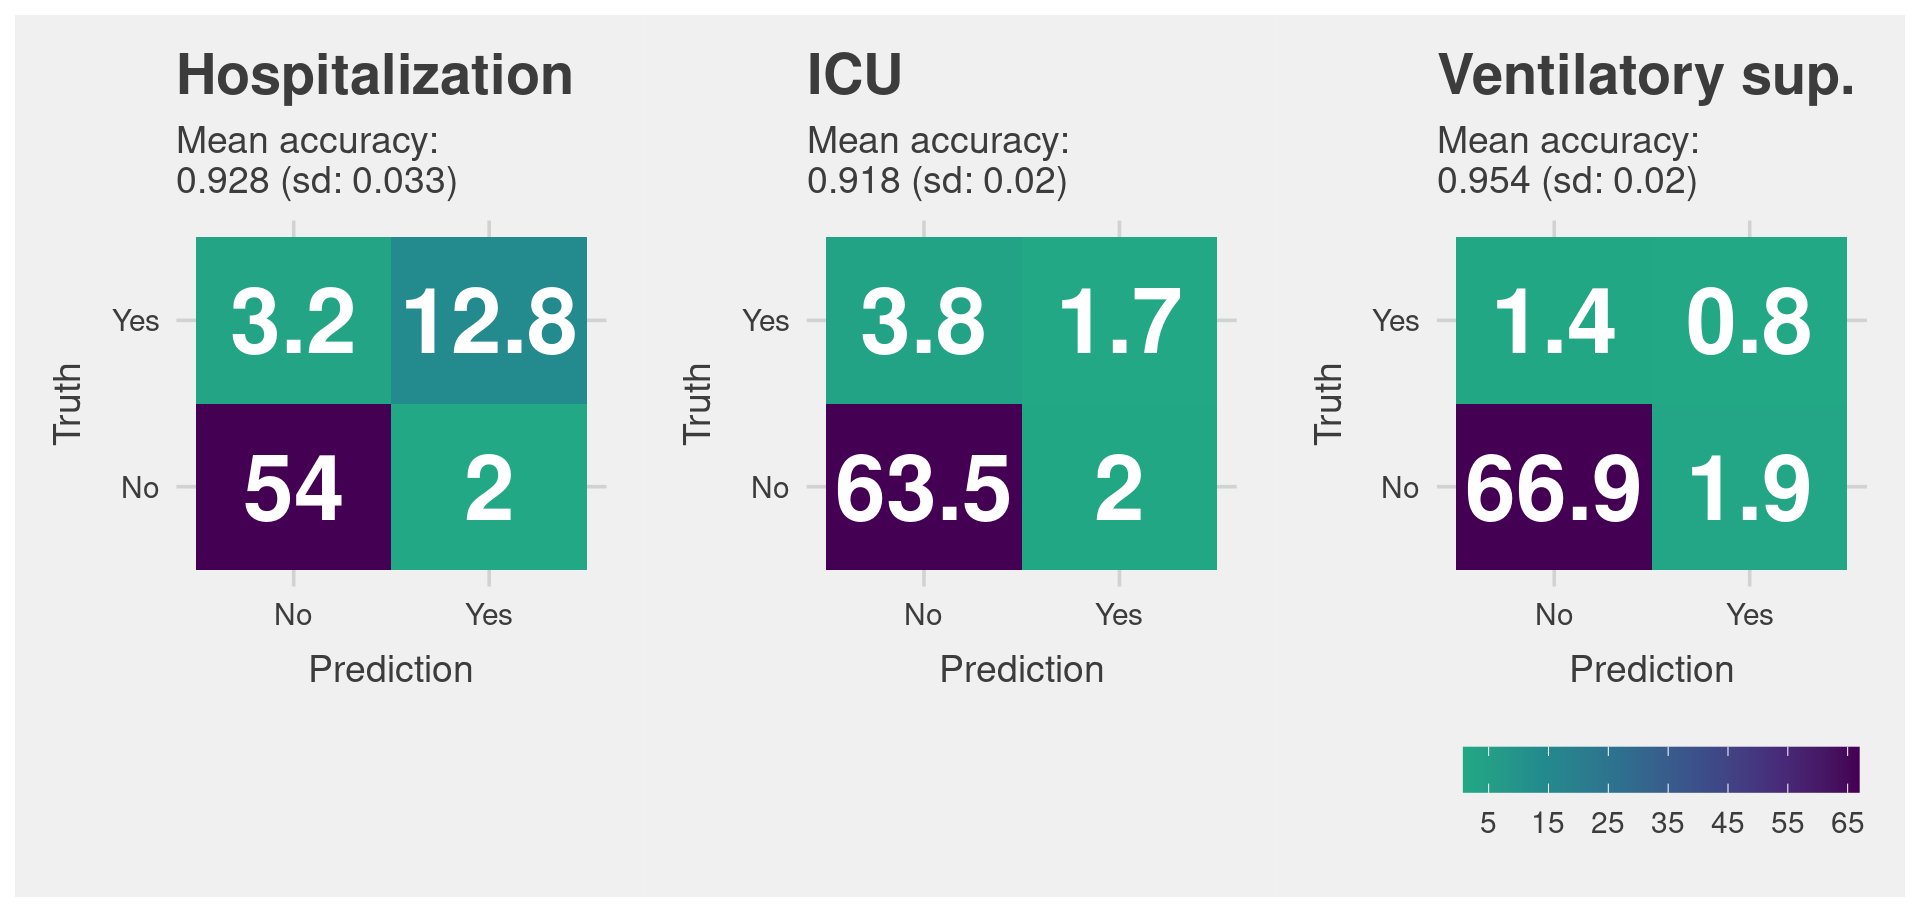 Hospitalization
Mean accuracy:
0.928 (sd: 0.033)
Truth
Yes
3.2 12.8
No
54 2
No Yes
Prediction
ICU
Mean accuracy:
0.918 (sd: 0.02)
Truth
Yes
3.8 1.7
No
63.5 2
No Yes
Prediction
Ventilatory sup.
Mean accuracy:
0.954 (sd: 0.02)
Truth
Yes
1.4 0.8
No
66.9 1.9
No Yes
Prediction
5 15 25 35 45 55 65